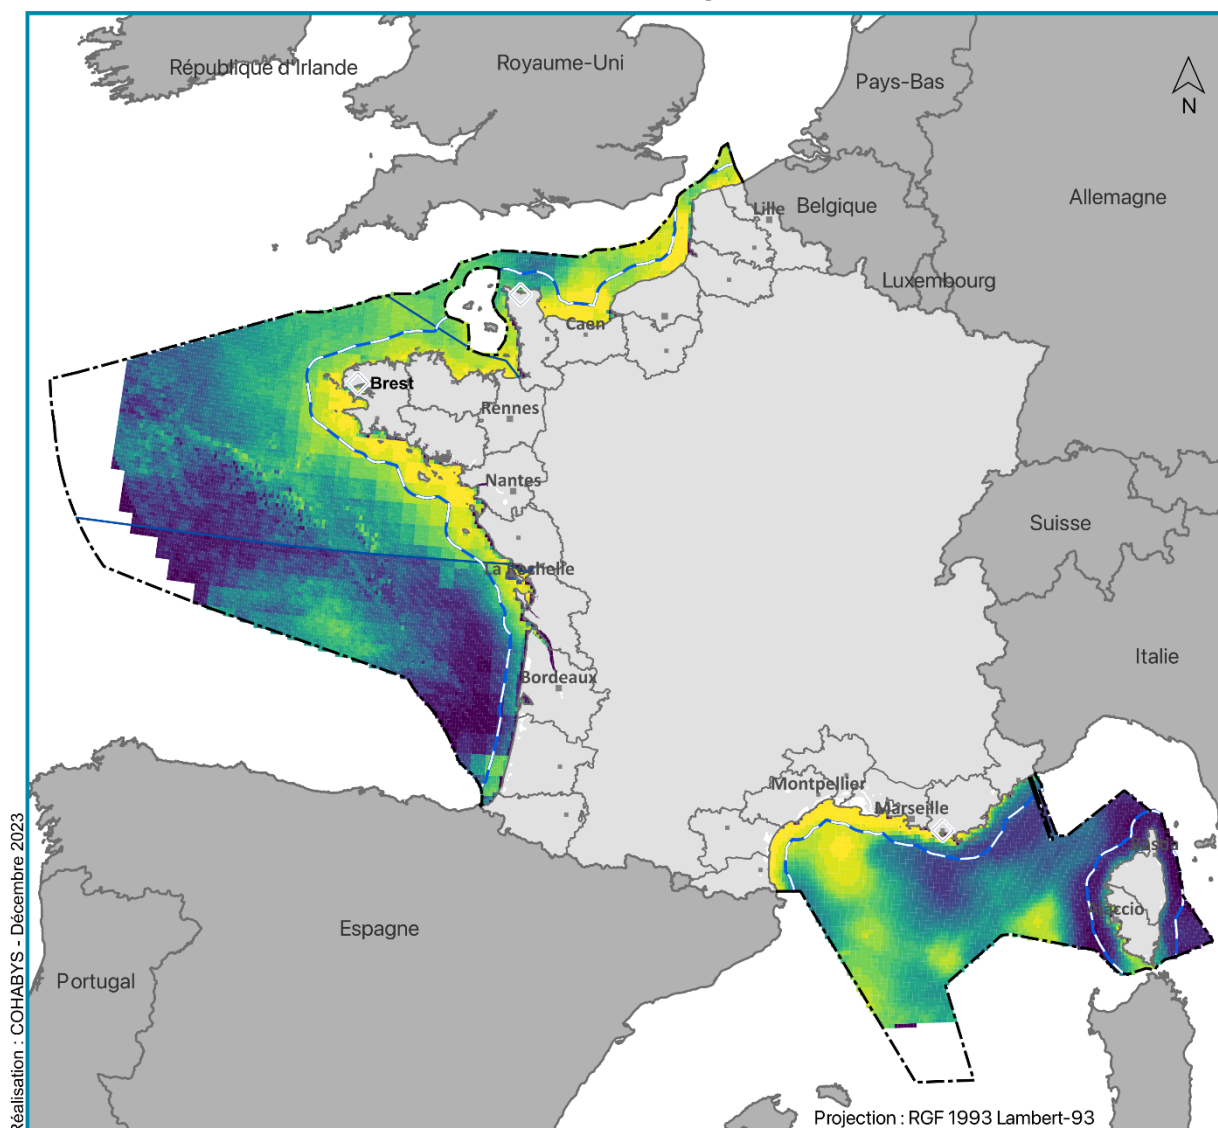 République d'Irlande
Royaume-Uni
Pays-Bas
N
Allemagne
Lille
Belgique
Luxembourg
Caen
Brest
Rennes
Nantes
Suisse
La Rochelle
Italie
Bordeaux
Montpellier
Marseille
Espagne
Portugal
Réalisation : COHABYS - Décembre 2023
Projection : RGF 1993 Lambert-93